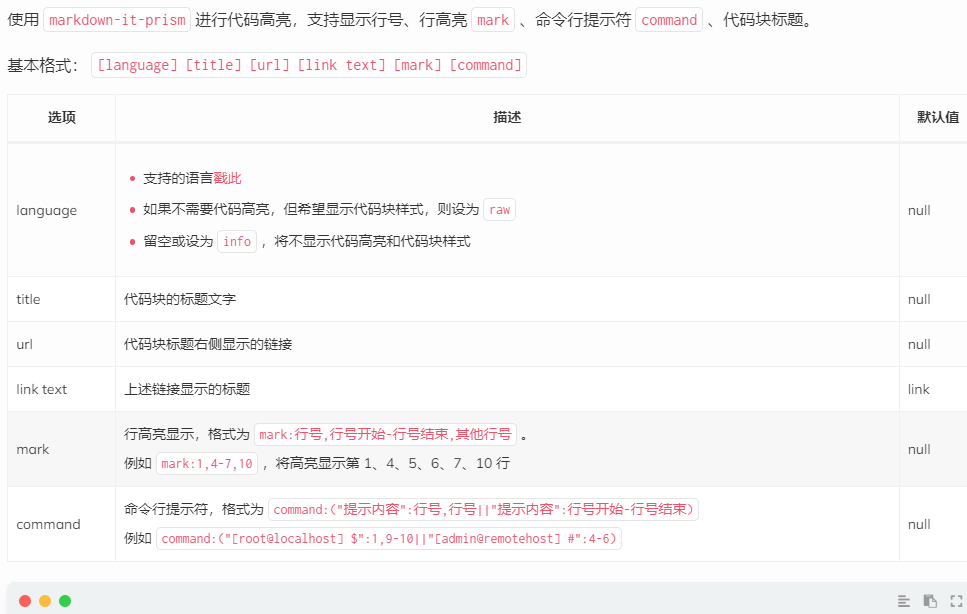 使用 markdown-it-prism 进行代码高亮，支持显示行号、行高亮 mark 、命令行提示符 command 、代码块标题。
基本格式： [language] [title] [url] [link text] [mark] [command]
选项 描述 默认值
支持的语言戳此
language 如果不需要代码高亮，但希望显示代码块样式，则设为 raw null
留空或设为 info ，将不显示代码高亮和代码块样式
title 代码块的标题文字 null
url 代码块标题右侧显示的链接 null
link text 上述链接显示的标题 link
行高亮显示，格式为 mark:行号,行号开始-行号结束,其他行号 。
mark null
例如 mark:1,4-7,10 ，将高亮显示第 1、4、5、6、7、10 行
命令行提示符，格式为 command:("提示内容":行号,行号||"提示内容":行号开始-行号结束)
command null
例如 command:("[root@localhost] $":1,9-10||"[admin@remotehost] #":4-6)